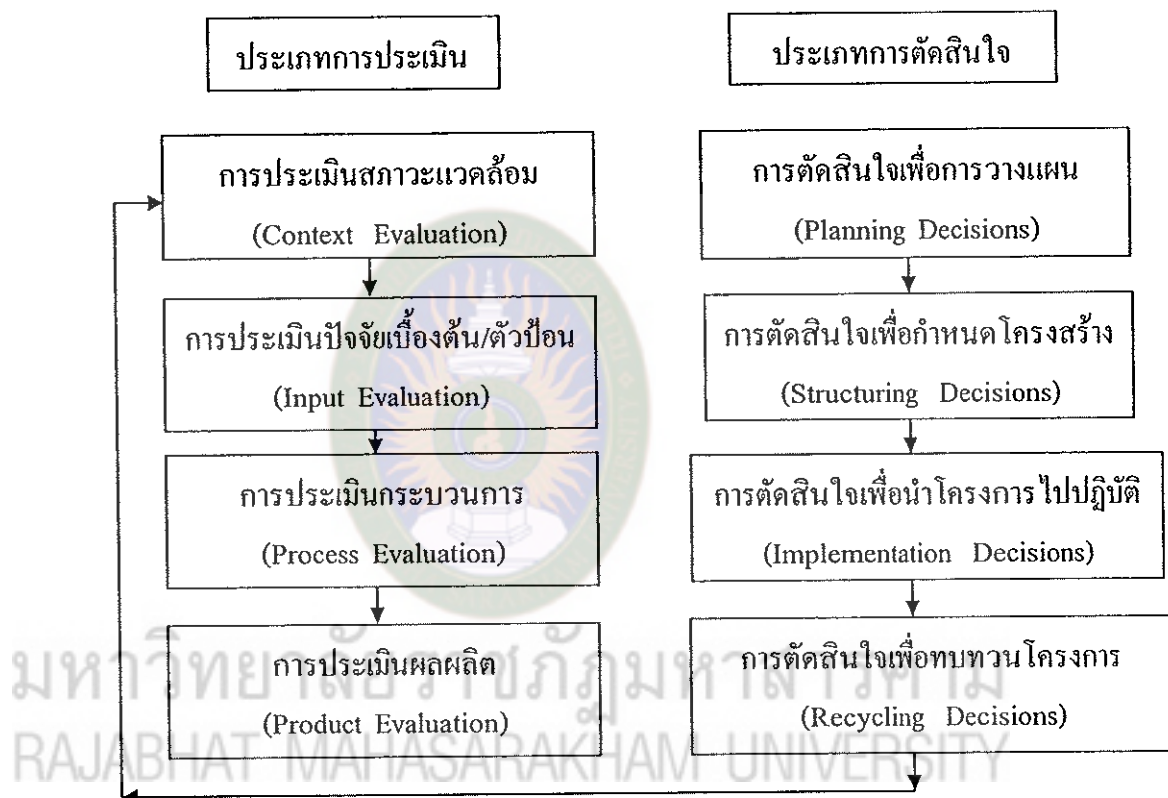 ประเภทการประเมิน
ประเภทการตัดสินใจ
การประเมินสภาวะแวดล้อม
(Context Evaluation)
การตัดสินใจเพื่อการวางแผน
(Planning Decisions)
การประเมินปัจจัยเบื้องต้น/ตัวป้อน
(Input Evaluation)
การตัดสินใจเพื่อกำหนดโครงสร้าง
(Structuring Decisions)
การประเมินกระบวนการ
(Process Evaluation)
การตัดสินใจเพื่อนำโครงการไปปฏิบัติ
(Implementation Decisions)
การประเมินผลผลิต
(Product Evaluation)
การตัดสินใจเพื่อทบทวนโครงการ
(Recycling Decisions)
มหาวิทยาลัยราชภัฏมหาสารคาม
RAJABHAT MAHASARAKHAM UNIVERSITY